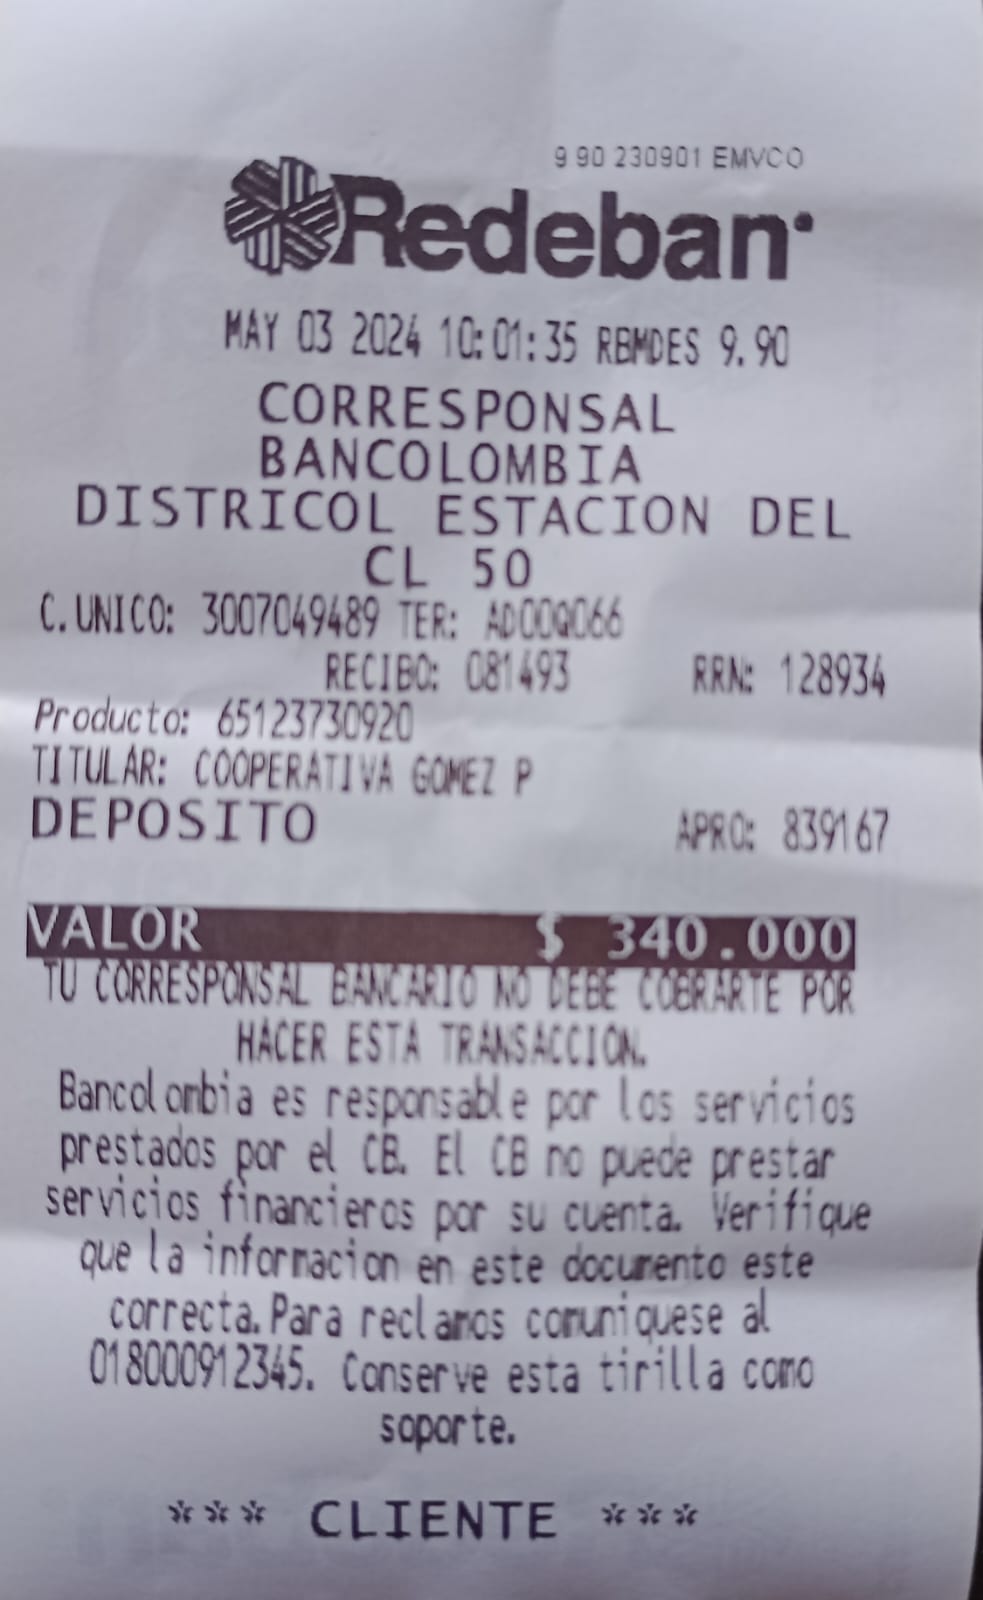 9 90 230901 EMVCO
Redeban
MAY 03 2024 10:01:35 RBMDES 9.90
CORRESPONSAL
BANCOLOMBIA
DISTRICOL ESTACION DEL
CL 50
C.UNICO: 3007049489 TER: AD00Q066
RECIBO: 081493 RRN: 128934
Producto: 65123730920
TITULAR: COOPERATIVA GOMEZ P
DEPOSITO APRO: 839167
VALOR $ 340.000
TU CORRESPONSAL BANCARIO NO DEBE COBRARTE POR
HACER ESTA TRANSACCION.
Bancolombia es responsable por los servicios
prestados por el CB. El CB no puede prestar
servicios financieros por su cuenta. Verifique
que la informacion en este documento este
correcta. Para reclamos comuniquese al
018000912345. Conserve esta tirilla como
soporte.
*** CLIENTE ***